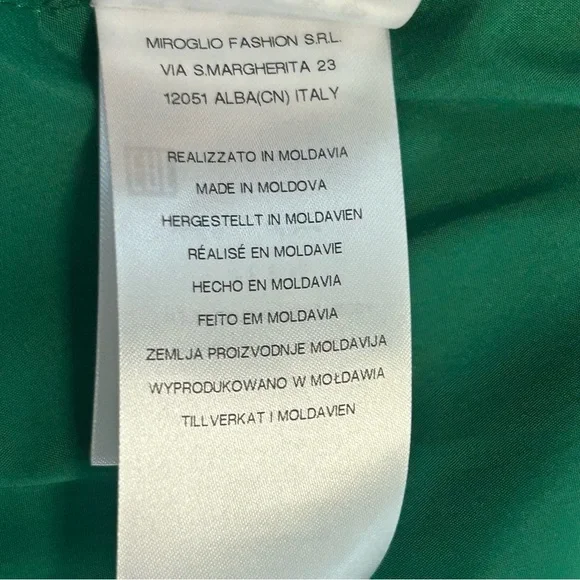 MIROGLIO FASHION S.R.L.
VIA S.MARGHERITA 23
12051 ALBA(CN) ITALY
REALIZZATO IN MOLDAVIA
MADE IN MOLDOVA
HERGESTELLT IN MOLDAVIEN
RÉALISÉ EN MOLDAVIE
HECHO EN MOLDAVIA
FEITO EM MOLDAVIA
ZEMLJA PROIZVODNJE MOLDAVIJA
WYPRODUKOWANO W MOŁDAWIA
TILLVERKAT I MOLDAVIEN